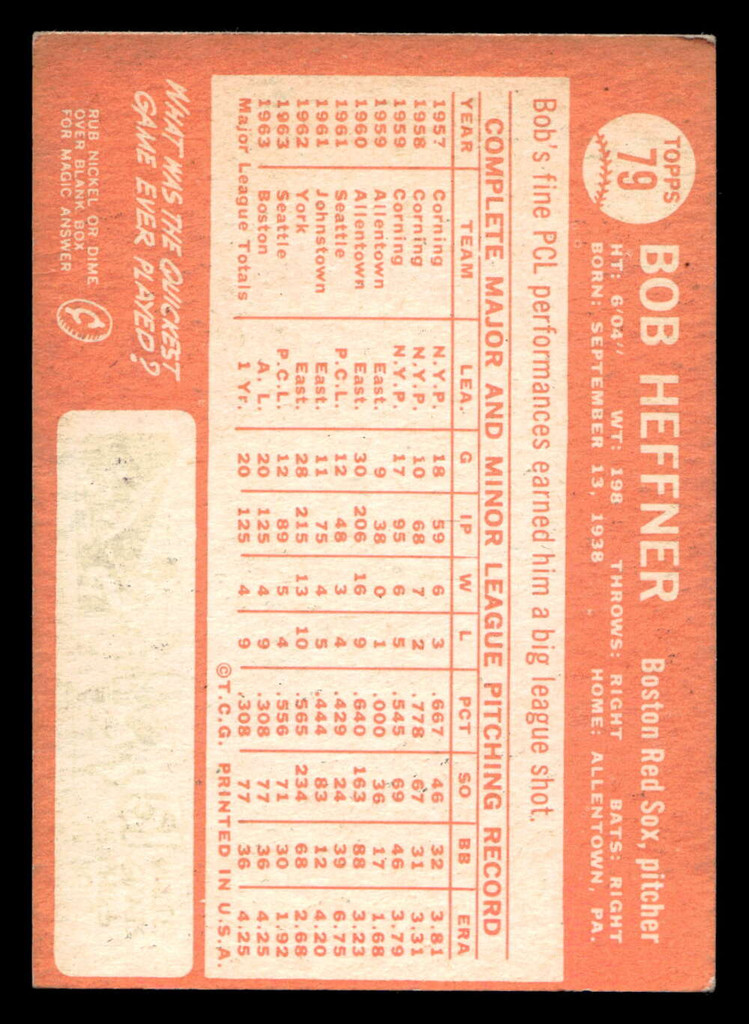 TOPPS
79
BOB HEFFNER Boston Red Sox, pitcher
HT: 6'04" WT: 198 THROWS: RIGHT BATS: RIGHT
BORN: SEPTEMBER 13, 1938 HOME: ALLENTOWN, PA.
Bob's fine PCL performances earned him a big league shot.
COMPLETE MAJOR AND MINOR LEAGUE PITCHING RECORD
YEAR TEAM LEA. G IP W L PCT SO BB ERA
1957 Corning N.Y.P. 18 59 6 3 .667 46 32 3.81
1958 Corning N.Y.P. 10 68 7 2 .778 67 31 3.31
1959 Corning N.Y.P. 17 95 6 5 .545 69 46 3.79
1959 Allentown East. 9 38 0 1 .000 36 17 1.68
1960 Allentown East. 30 206 16 9 .640 163 88 3.23
1961 Seattle P.C.L. 12 48 3 4 .429 24 39 6.75
1961 Johnstown East. 11 75 4 5 .444 83 12 4.20
1962 York East. 28 215 13 10 .565 234 68 2.68
1963 Seattle P.C.L. 12 89 5 4 .556 71 30 1.92
1963 Boston A.L. 20 125 4 9 .308 77 36 4.25
Major League Totals 1 Yr. 20 125 4 9 .308 77 36 4.25
©T.C.G. PRINTED IN U.S.A.
WHAT WAS THE QUICKEST
GAME EVER PLAYED?
RUB NICKEL OR DIME
OVER BLANK BOX
FOR MAGIC ANSWER